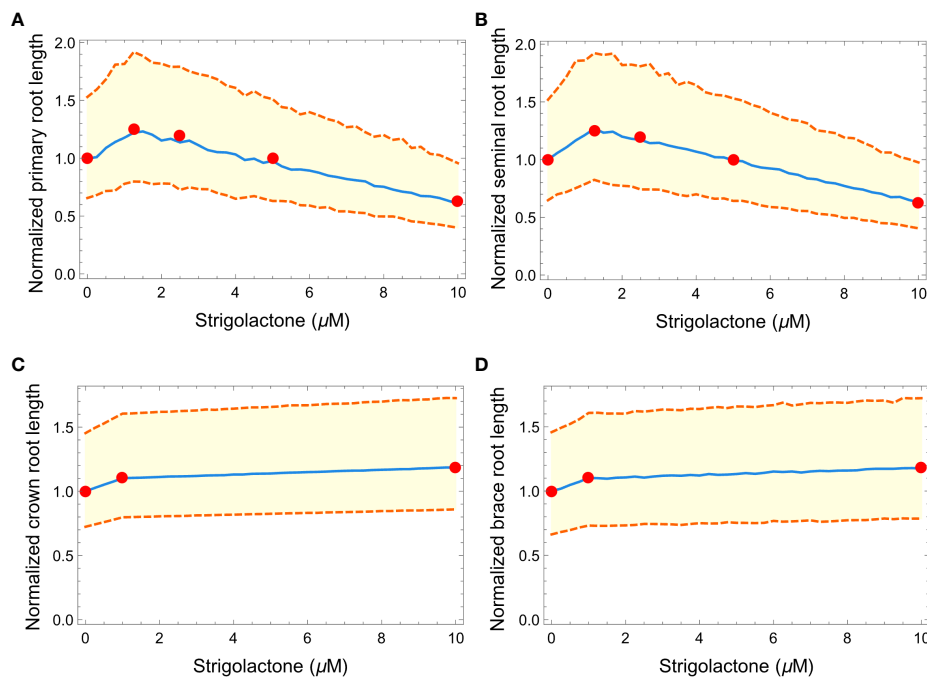 A
Normalized primary root length
2.0
1.5
1.0
0.5
0.0
0 2 4 6 8 10
Strigolactone (μM)
B
Normalized seminal root length
2.0
1.5
1.0
0.5
0.0
0 2 4 6 8 10
Strigolactone (μM)
C
Normalized crown root length
1.5
1.0
0.5
0.0
0 2 4 6 8 10
Strigolactone (μM)
D
Normalized brace root length
1.5
1.0
0.5
0.0
0 2 4 6 8 10
Strigolactone (μM)